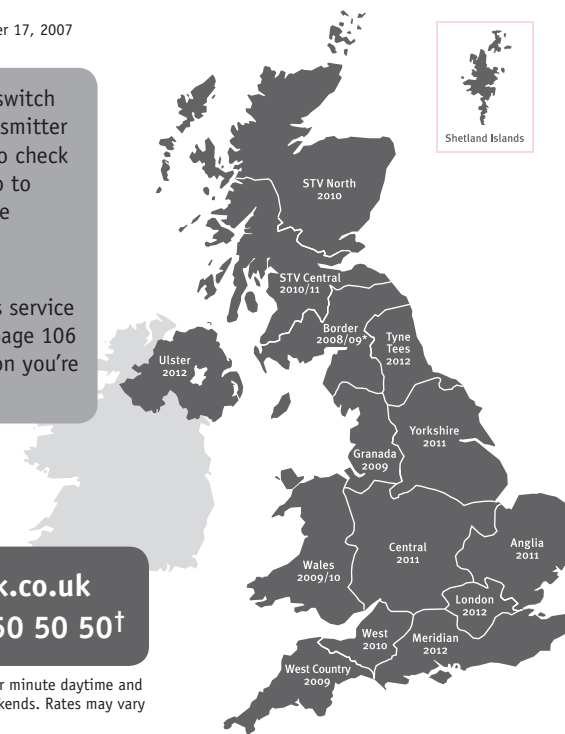 er 17, 2007
switch
smitter
o check
o to
e
s service
page 106
on you're
k.co.uk
50 50 50†
r minute daytime and
kends. Rates may vary
Shetland Islands
STV North
2010
STV Central
2010/11
Border
2008/09*
Tyne
Tees
2012
Ulster
2012
Yorkshire
2011
Granada
2009
Anglia
2011
Central
2011
Wales
2009/10
London
2012
West
2010
Meridian
2012
West Country
2009